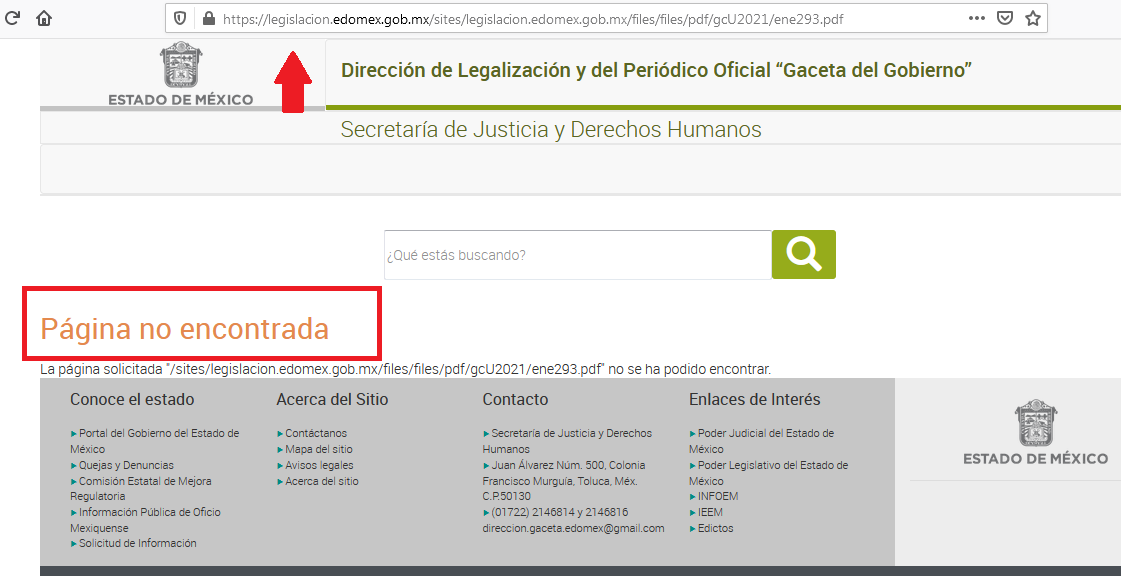 https://legislacion.edomex.gob.mx/sites/legislacion.edomex.gob.mx/files/files/pdf/gcU2021/ene293.pdf
ESTADO DE MÉXICO
Dirección de Legalización y del Periódico Oficial “Gaceta del Gobierno”
Secretaría de Justicia y Derechos Humanos
¿Qué estás buscando?
Página no encontrada
La página solicitada "/sites/legislacion.edomex.gob.mx/files/files/pdf/gcU2021/ene293.pdf" no se ha podido encontrar.
Conoce el estado
Portal del Gobierno del Estado de
México
Quejas y Denuncias
Comisión Estatal de Mejora
Regulatoria
Información Pública de Oficio
Mexiquense
Solicitud de Información
Acerca del Sitio
Contáctanos
Mapa del sitio
Avisos legales
Acerca del sitio
Contacto
Secretaría de Justicia y Derechos
Humanos
Juan Álvarez Núm. 500, Colonia
Francisco Murguía, Toluca, Méx.
C.P.50130
(01722) 2146814 y 2146816
direccion.gaceta.edomex@gmail.com
Enlaces de Interés
Poder Judicial del Estado de
México
Poder Legislativo del Estado de
México
INFOEM
IEEM
Edictos
ESTADO DE MÉXICO